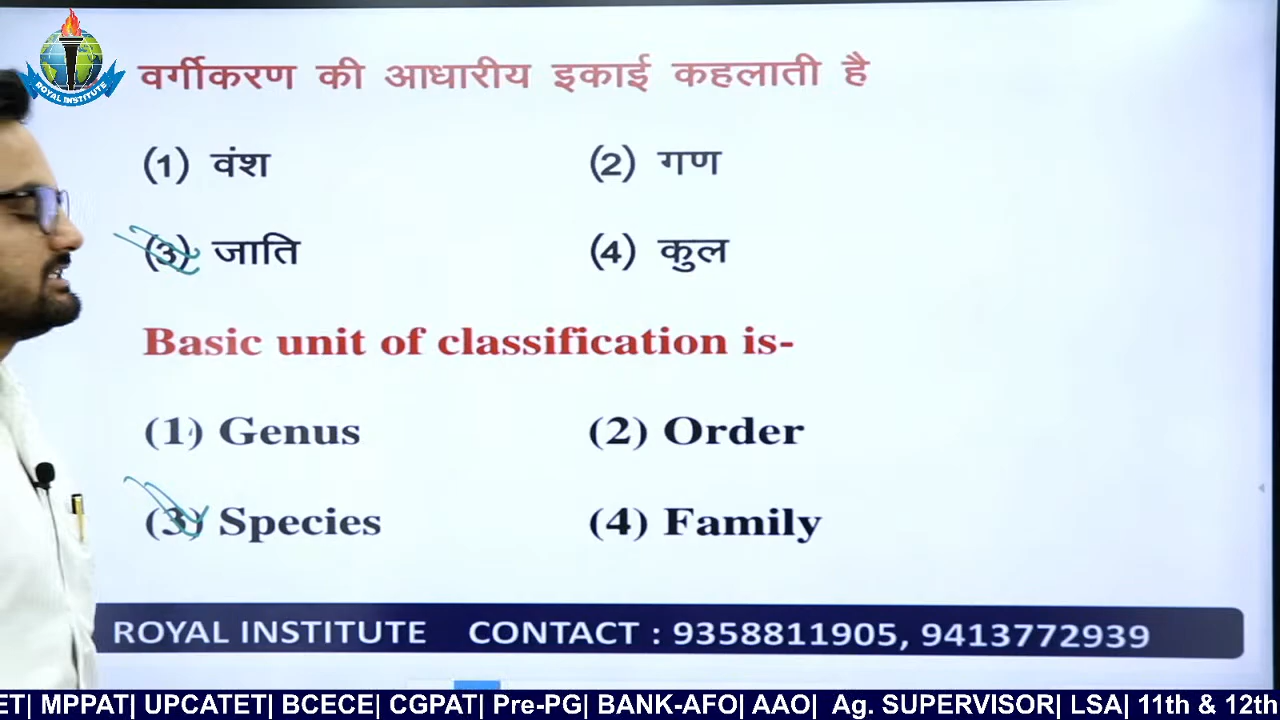 ROYAL INSTITUTE
वर्गीकरण की आधारीय इकाई कहलाती है
(1) वंश (2) गण
(3) जाति (4) कुल
Basic unit of classification is-
(1) Genus (2) Order
(3) Species (4) Family
ROYAL INSTITUTE CONTACT : 9358811905, 9413772939
ET| MPPAT| UPCATET| BCECE| CGPAT| Pre-PG| BANK-AFO| AAO| Ag. SUPERVISOR| LSA| 11th & 12th